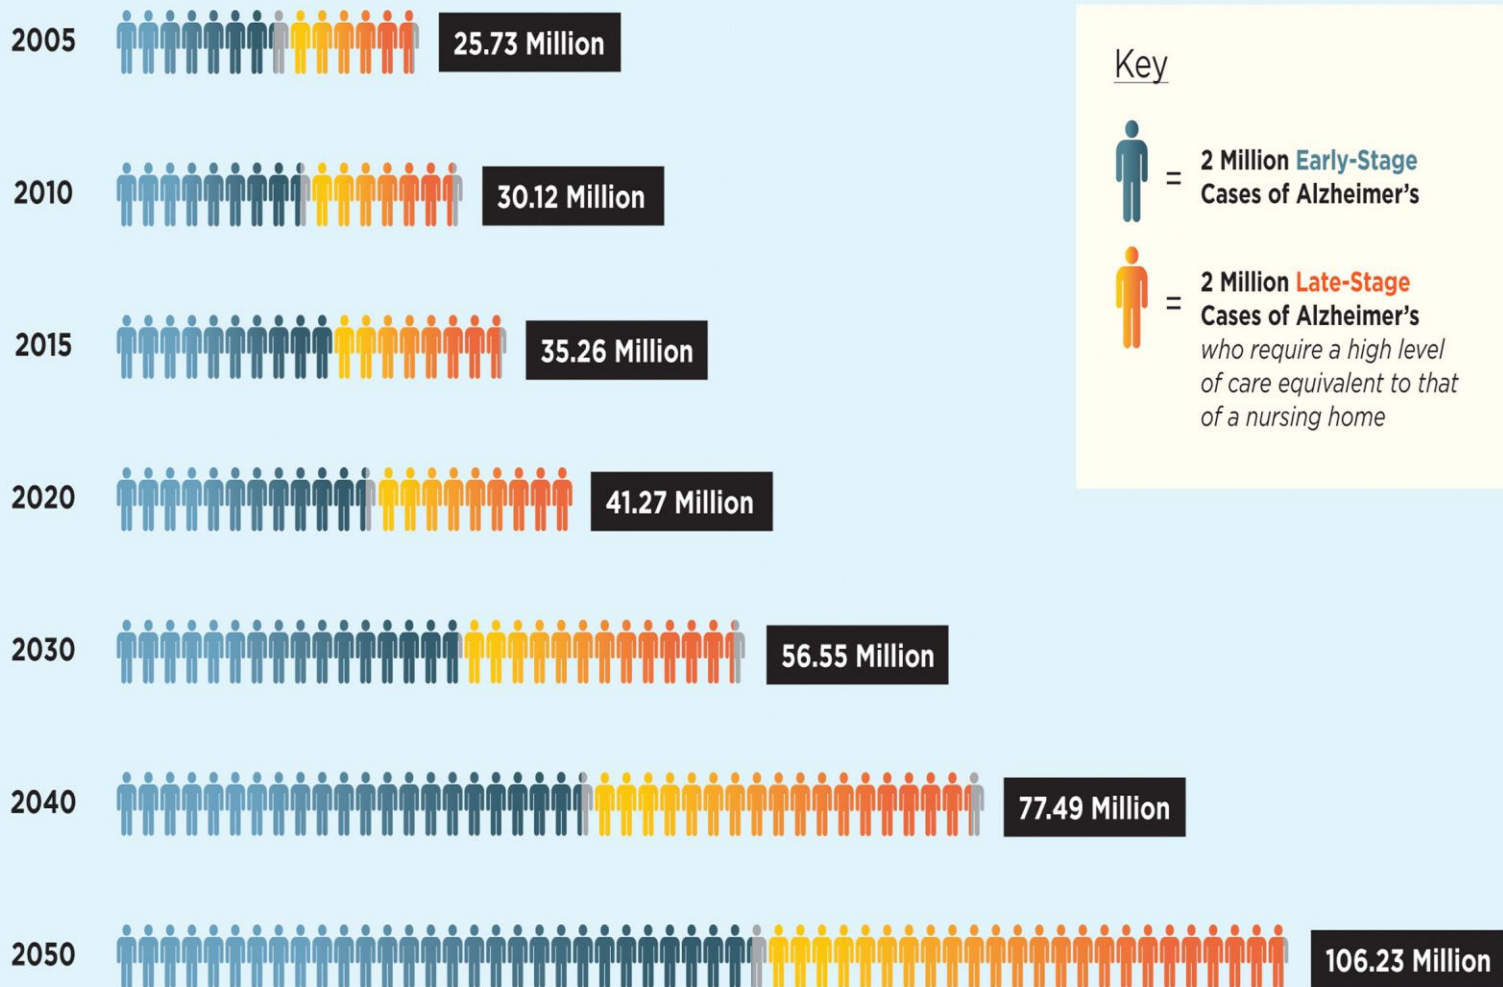 2005
25.73 Million
2010
30.12 Million
2015
35.26 Million
2020
41.27 Million
2030
56.55 Million
2040
77.49 Million
2050
106.23 Million
Key
= 2 Million Early-Stage
Cases of Alzheimer's
= 2 Million Late-Stage
Cases of Alzheimer's
who require a high level
of care equivalent to that
of a nursing home